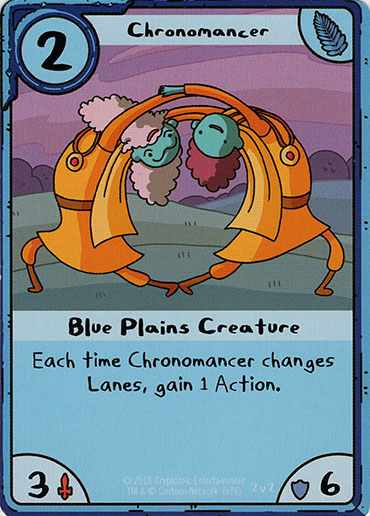 2
Chronomancer
Blue Plains Creature
Each time Chronomancer changes
Lanes, gain 1 Action.
3
© 2016 Cryptozoic Entertainment
TM & © Cartoon Network (s16)
2v2
6